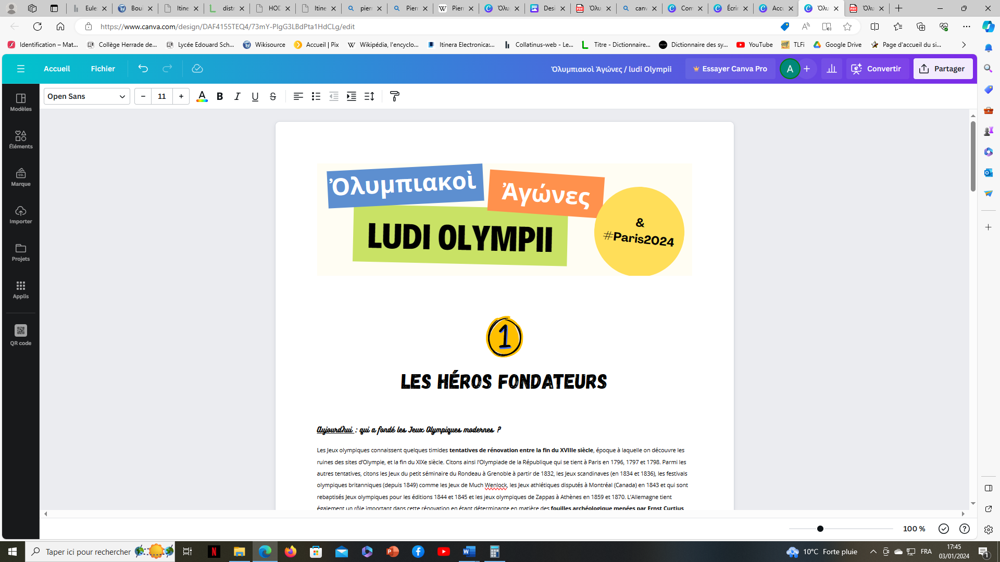 Eule
Boui
Itine
distr
HOD
Itine
pierr
Pierr
Pierr
Ὀλυ
Desi
Ὀλυ
canv
Com
Écrir
Accu
Ὀλυ
Ὀλυ
https://www.canva.com/design/DAF4155TEQ4/73mY-PlgG3LBdPta1HdCLg/edit
Identification – Mat...
Collège Herrade de...
Lycée Edouard Sch...
Wikisource
Accueil | Pix
Wikipédia, l'encyclo...
Itinera Electronica:...
Collatinus-web - Le...
Titre - Dictionnaire...
Dictionnaire des sy...
YouTube
TLFi
Google Drive
Page d'accueil du si...
Accueil
Fichier
Ὀλυμπιακοὶ Ἀγώνες / ludi Olympii
Essayer Canva Pro
A
Convertir
Partager
Open Sans
11
Modèles
Éléments
Marque
Importer
Projets
Applis
QR code
Ὀλυμπιακοὶ
Ἀγώνες
LUDI OLYMPII
&
#Paris2024
1
LES HÉROS FONDATEURS
Aujourd'hui : qui a fondé les Jeux Olympiques modernes ?
Les Jeux olympiques connaissent quelques timides tentatives de rénovation entre la fin du XVIIIe siècle, époque à laquelle on découvre les
ruines des sites d'Olympie, et la fin du XIXe siècle. Citons ainsi l'Olympiade de la République qui se tient à Paris en 1796, 1797 et 1798. Parmi les
autres tentatives, citons les Jeux du petit séminaire du Rondeau à Grenoble à partir de 1832, les Jeux scandinaves (en 1834 et 1836), les festivals
olympiques britanniques (depuis 1849) comme les Jeux de Much Wenlock, les Jeux athlétiques disputés à Montréal (Canada) en 1843 et qui sont
rebaptisés Jeux olympiques pour les éditions 1844 et 1845 et les jeux olympiques de Zappas à Athènes en 1859 et 1870. L'Allemagne tient
également un rôle important dans cette rénovation en étant déterminante en matière des fouilles archéologique menées par Ernst Curtius
100 %
Taper ici pour rechercher
10°C Forte pluie
FRA
17:45
03/01/2024
1